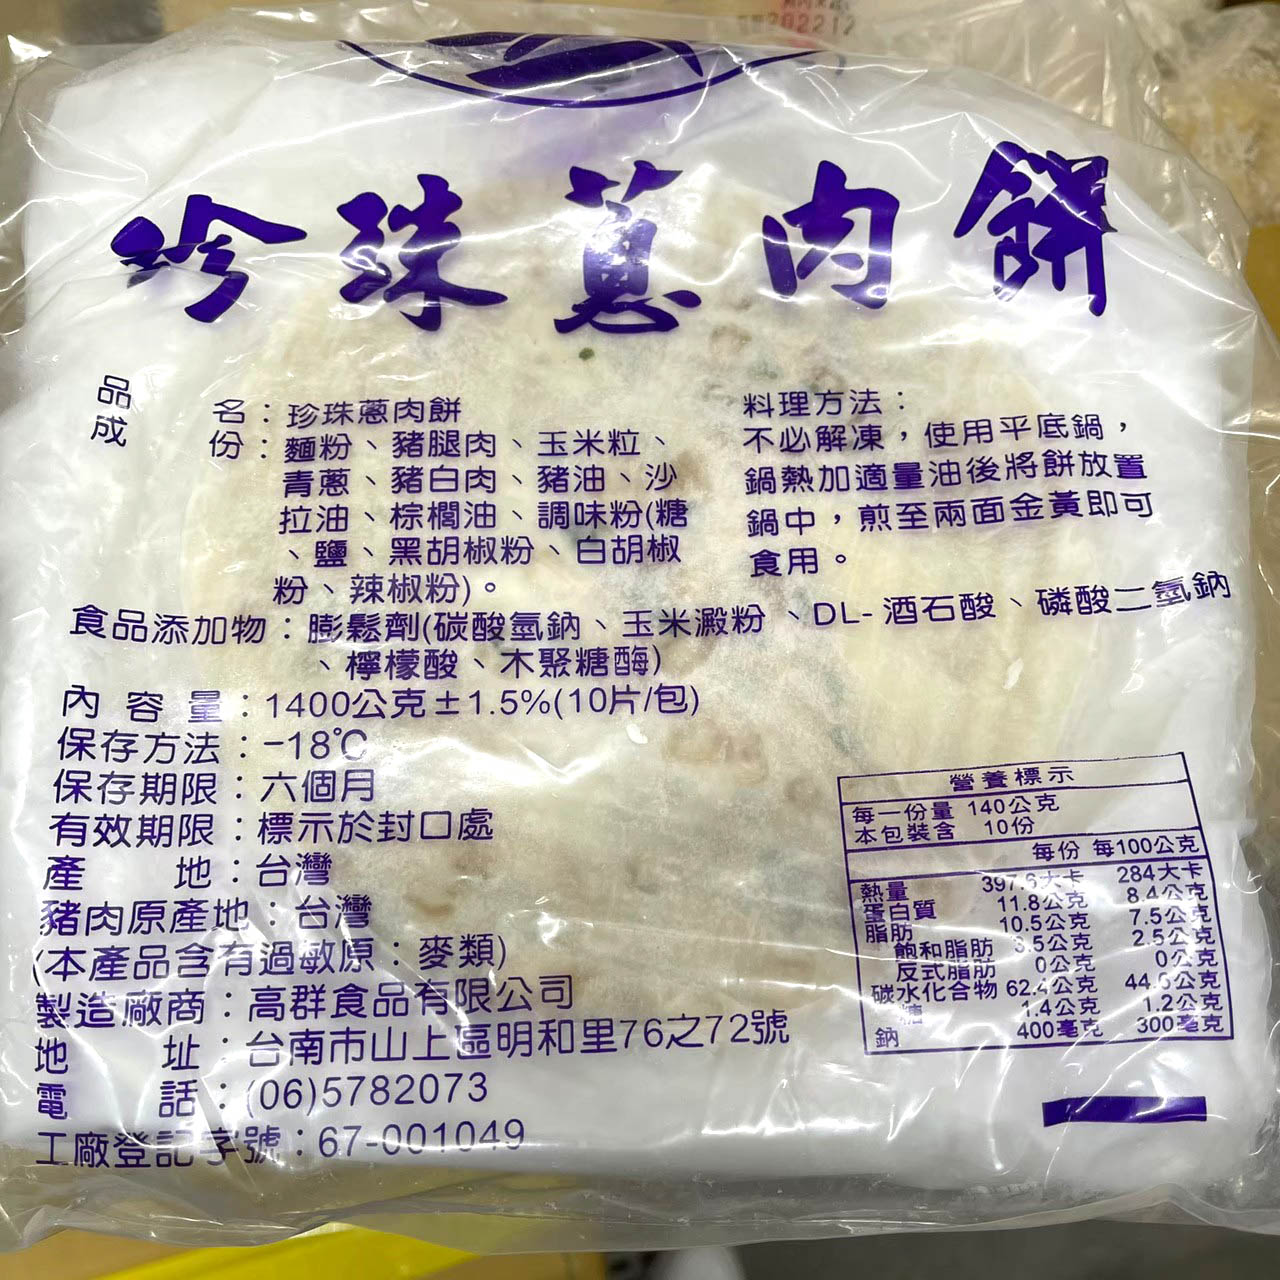 202212
珍珠蔥肉餅
品名：珍珠蔥肉餅
成份：麵粉、豬腿肉、玉米粒、
青蔥、豬白肉、豬油、沙
拉油、棕櫚油、調味粉(糖
、鹽、黑胡椒粉、白胡椒
粉、辣椒粉)。
料理方法：
不必解凍，使用平底鍋，
鍋熱加適量油後將餅放置
鍋中，煎至兩面金黃即可
食用。
食品添加物：膨鬆劑(碳酸氫鈉、玉米澱粉、DL-酒石酸、磷酸二氫鈉
、檸檬酸、木聚糖酶)
內容量：1400公克±1.5%(10片/包)
保存方法：-18℃
保存期限：六個月
有效期限：標示於封口處
產地：台灣
豬肉原產地：台灣
(本產品含有過敏原：麥類)
製造廠商：高群食品有限公司
地址：台南市山上區明和里76之72號
電話：(06)5782073
工廠登記字號：67-001049
營養標示
每一份量 140公克
本包裝含 10份
每份 每100公克
熱量 397.6大卡 284大卡
蛋白質 11.8公克 8.4公克
脂肪 10.5公克 7.5公克
飽和脂肪 3.5公克 2.5公克
反式脂肪 0公克 0公克
碳水化合物 62.4公克 44.6公克
糖 1.4公克 1.2公克
鈉 400毫克 300毫克